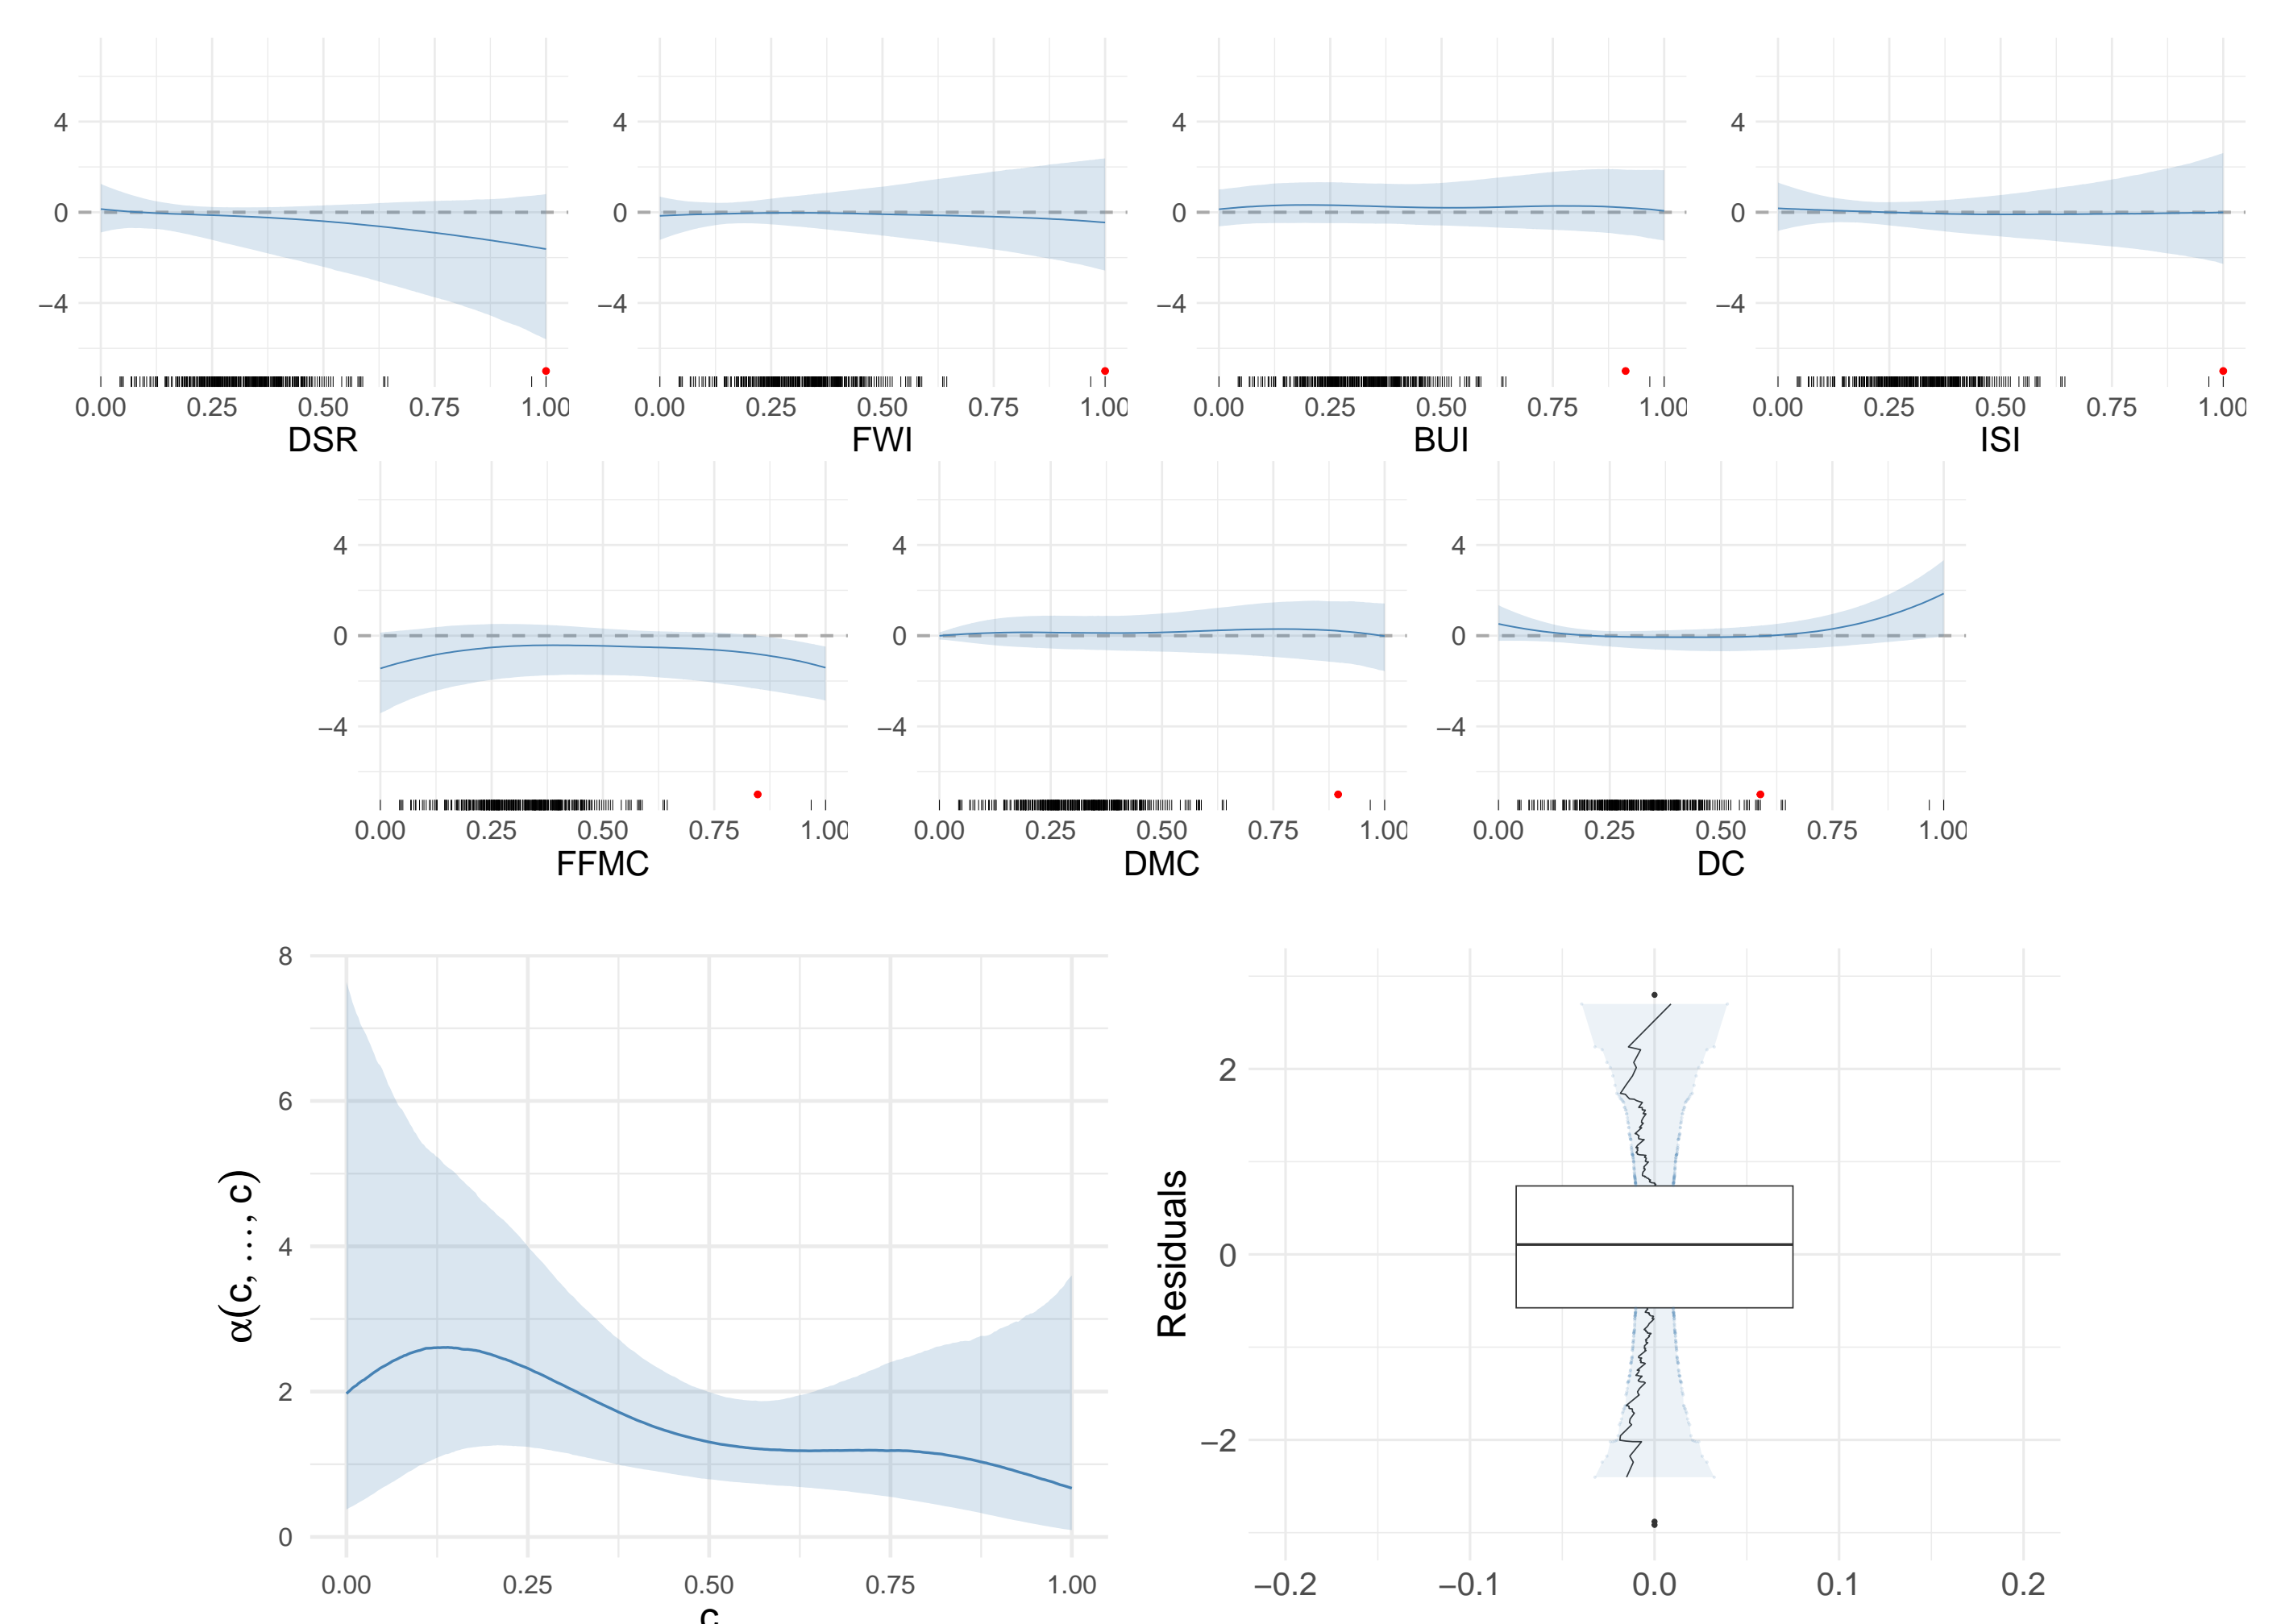 4 4 4 4
0 0 0 0
−4 −4 −4 −4
0.00 0.25 0.50 0.75 1.00 0.00 0.25 0.50 0.75 1.00 0.00 0.25 0.50 0.75 1.00 0.00 0.25 0.50 0.75 1.00
DSR FWI BUI ISI
4 4 4
0 0 0
−4 −4 −4
0.00 0.25 0.50 0.75 1.00 0.00 0.25 0.50 0.75 1.00 0.00 0.25 0.50 0.75 1.00
FFMC DMC DC
8
6
4
2
0
α(c, …, c)
0.00 0.25 0.50 0.75 1.00
c
2
0
−2
Residuals
−0.2 −0.1 0.0 0.1 0.2